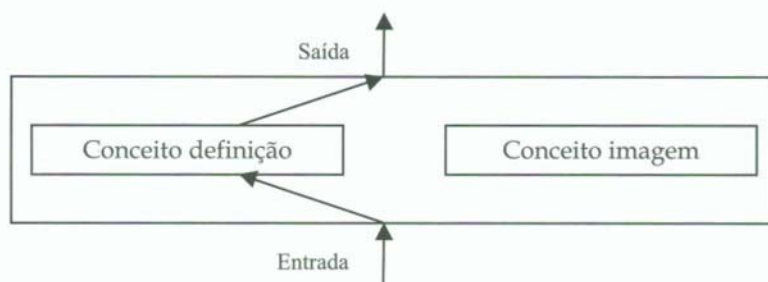 Saída
Conceito definição
Conceito imagem
Entrada